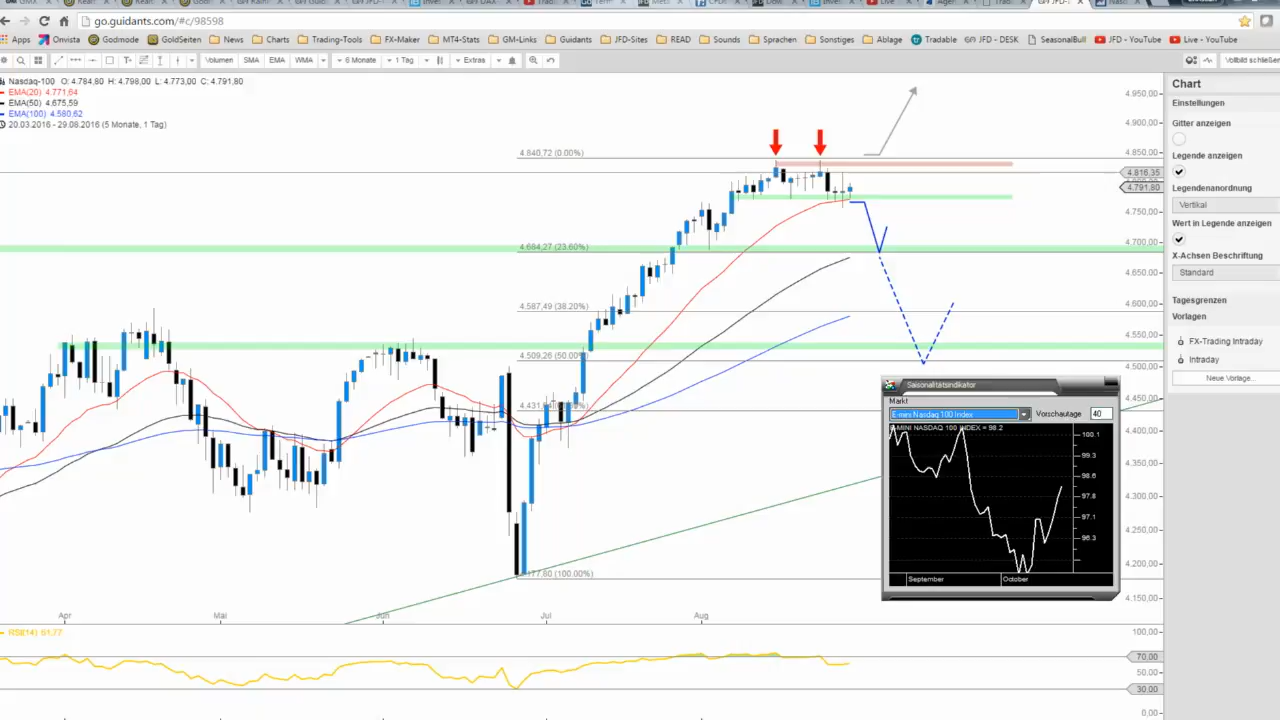 go.guidants.com/#c/98598
Apps Onvista Godmode GoldSeiten News Charts Trading-Tools FX-Maker MT4-Stats GM-Links Guidants JFD-Sites READ Sounds Sprachen Sonstiges Ablage Tradable JFD - DESK SeasonalBull JFD - YouTube Live - YouTube
Volumen SMA EMA WMA 6 Monate 1 Tag Extras Vollbild schließen
Nasdaq-100 O: 4.784,80 H: 4.798,00 L: 4.773,00 C: 4.791,80
EMA(20) 4.771,64
EMA(50) 4.675,59
EMA(100) 4.580,62
20.03.2016 - 29.08.2016 (5 Monate, 1 Tag)
4.950,00
4.900,00
4.850,00
4.816,35
4.791,80
4.750,00
4.700,00
4.650,00
4.600,00
4.550,00
4.500,00
4.450,00
4.400,00
4.350,00
4.300,00
4.250,00
4.200,00
4.150,00
4.840,72 (0.00%)
4.684,27 (23.60%)
4.587,49 (38.20%)
4.509,26 (50.00%)
(100.00%)
Apr Mai Jun Jul Aug
RSI(14) 61,77
100,00
70,00
50,00
30,00
0,00
Chart
Einstellungen
Gitter anzeigen
Legende anzeigen
Legendenanordnung
Vertikal
Wert in Legende anzeigen
X-Achsen Beschriftung
Standard
Tagesgrenzen
Vorlagen
FX-Trading Intraday
Intraday
Neue Vorlage...
Saisonalitätsindikator
Markt
E-mini Nasdaq 100 Index Vorschautage 40
E-MINI NASDAQ 100 INDEX = 98.2
100.1
99.3
98.6
97.8
97.1
96.3
September October